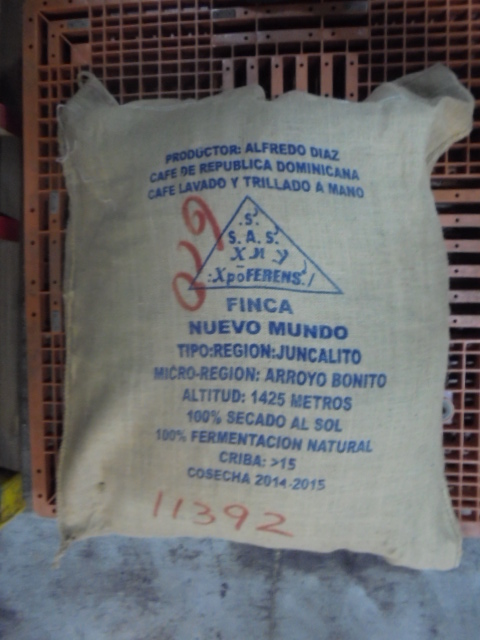 PRODUCTOR: ALFREDO DIAZ
CAFE DE REPUBLICA DOMINICANA
CAFE LAVADO Y TRILLADO A MANO
.S.
S. A. S.
X M Y
:XpoFERENS./
FINCA
NUEVO MUNDO
TIPO:REGION:JUNCALITO
MICRO-REGION: ARROYO BONITO
ALTITUD: 1425 METROS
100% SECADO AL SOL
100% FERMENTACION NATURAL
CRIBA: >15
COSECHA 2014-2015
11392